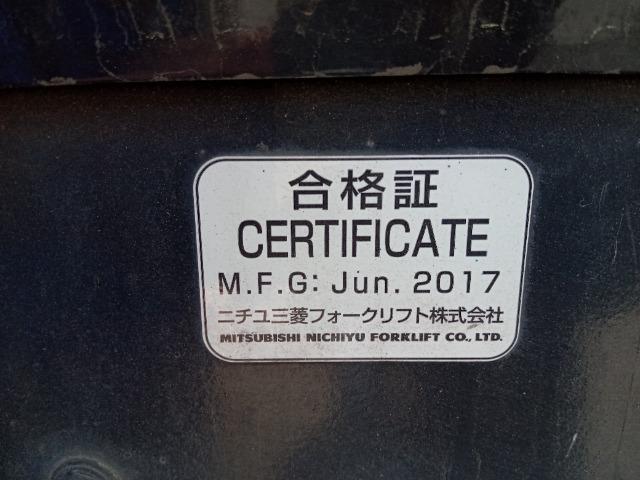 合格証
CERTIFICATE
M.F.G: Jun. 2017
ニチユ三菱フォークリフト株式会社
MITSUBISHI NICHIYU FORKLIFT CO., LTD.